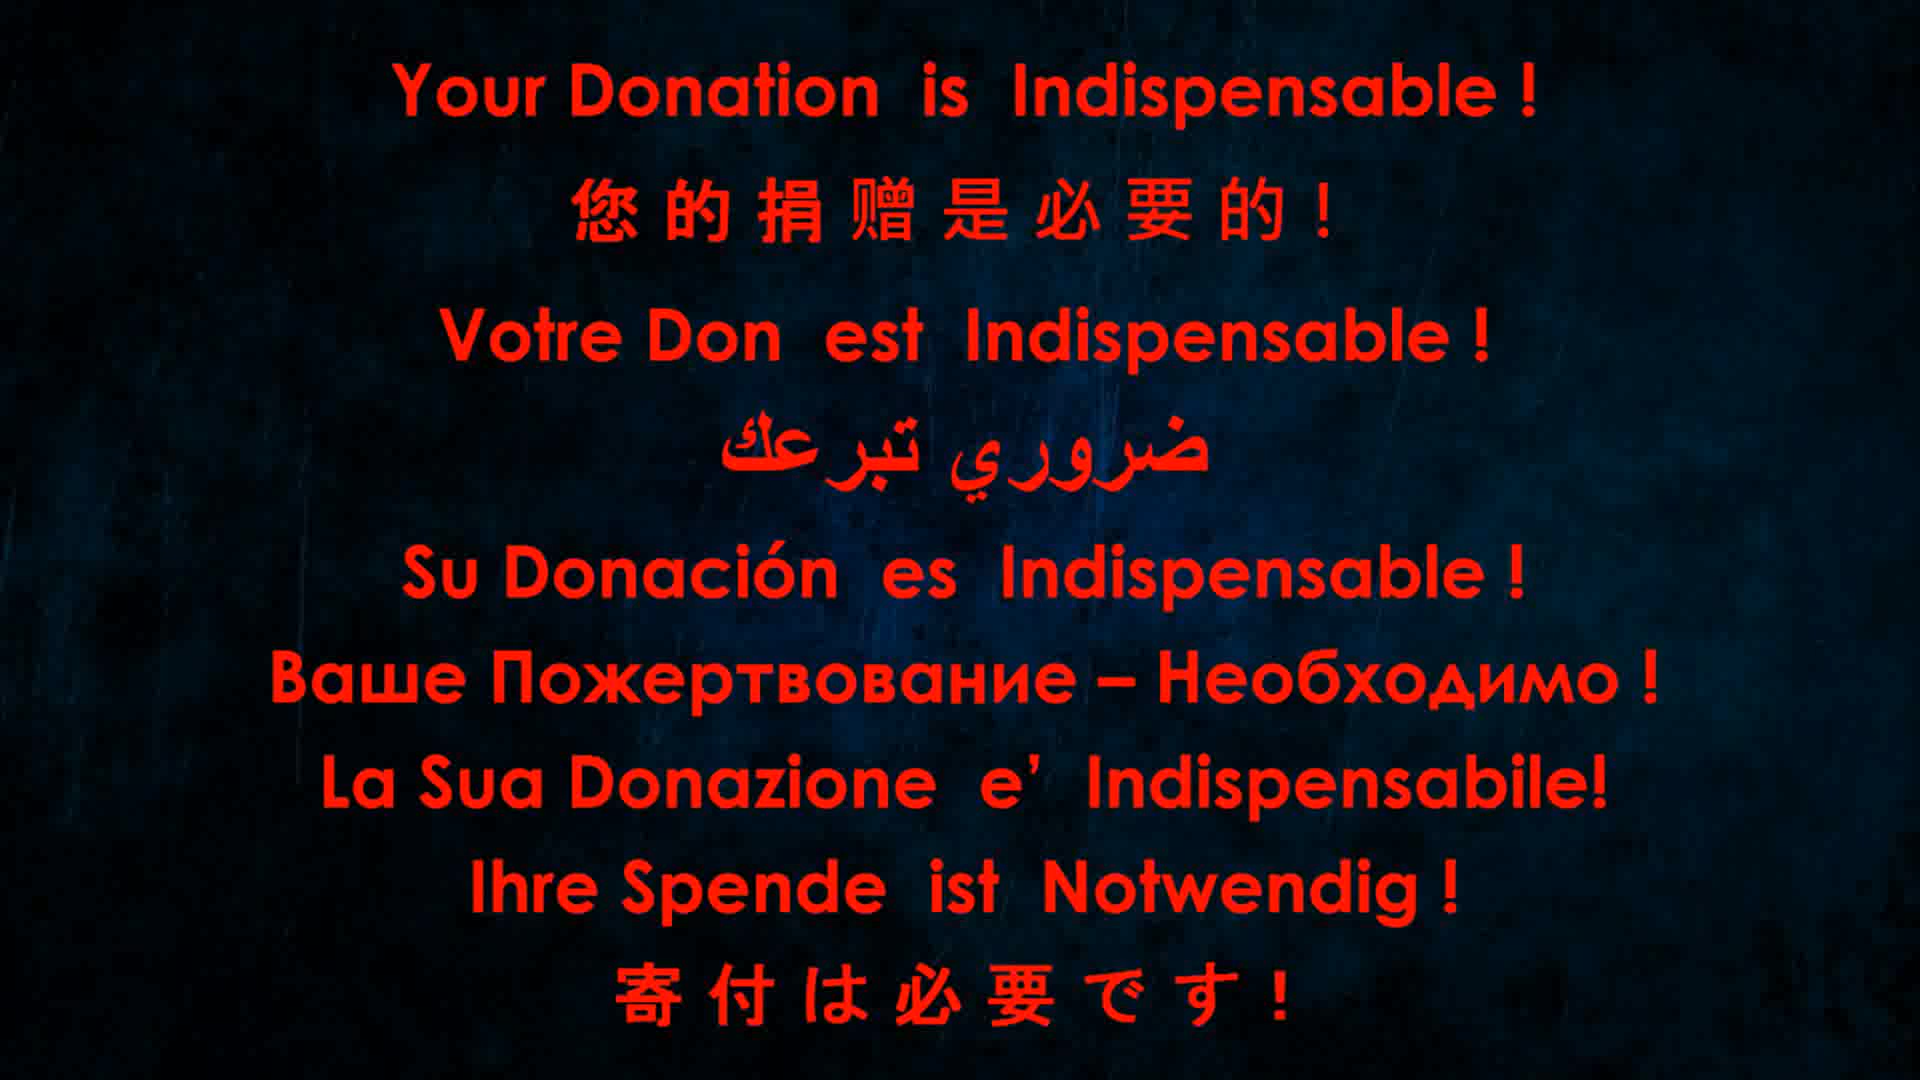 Your Donation is Indispensable !
您的捐赠是必要的!
Votre Don est Indispensable !
ضروري تبرعك
Su Donación es Indispensable !
Ваше Пожертвование – Необходимо !
La Sua Donazione e’ Indispensabile!
Ihre Spende ist Notwendig !
寄付は必要です!